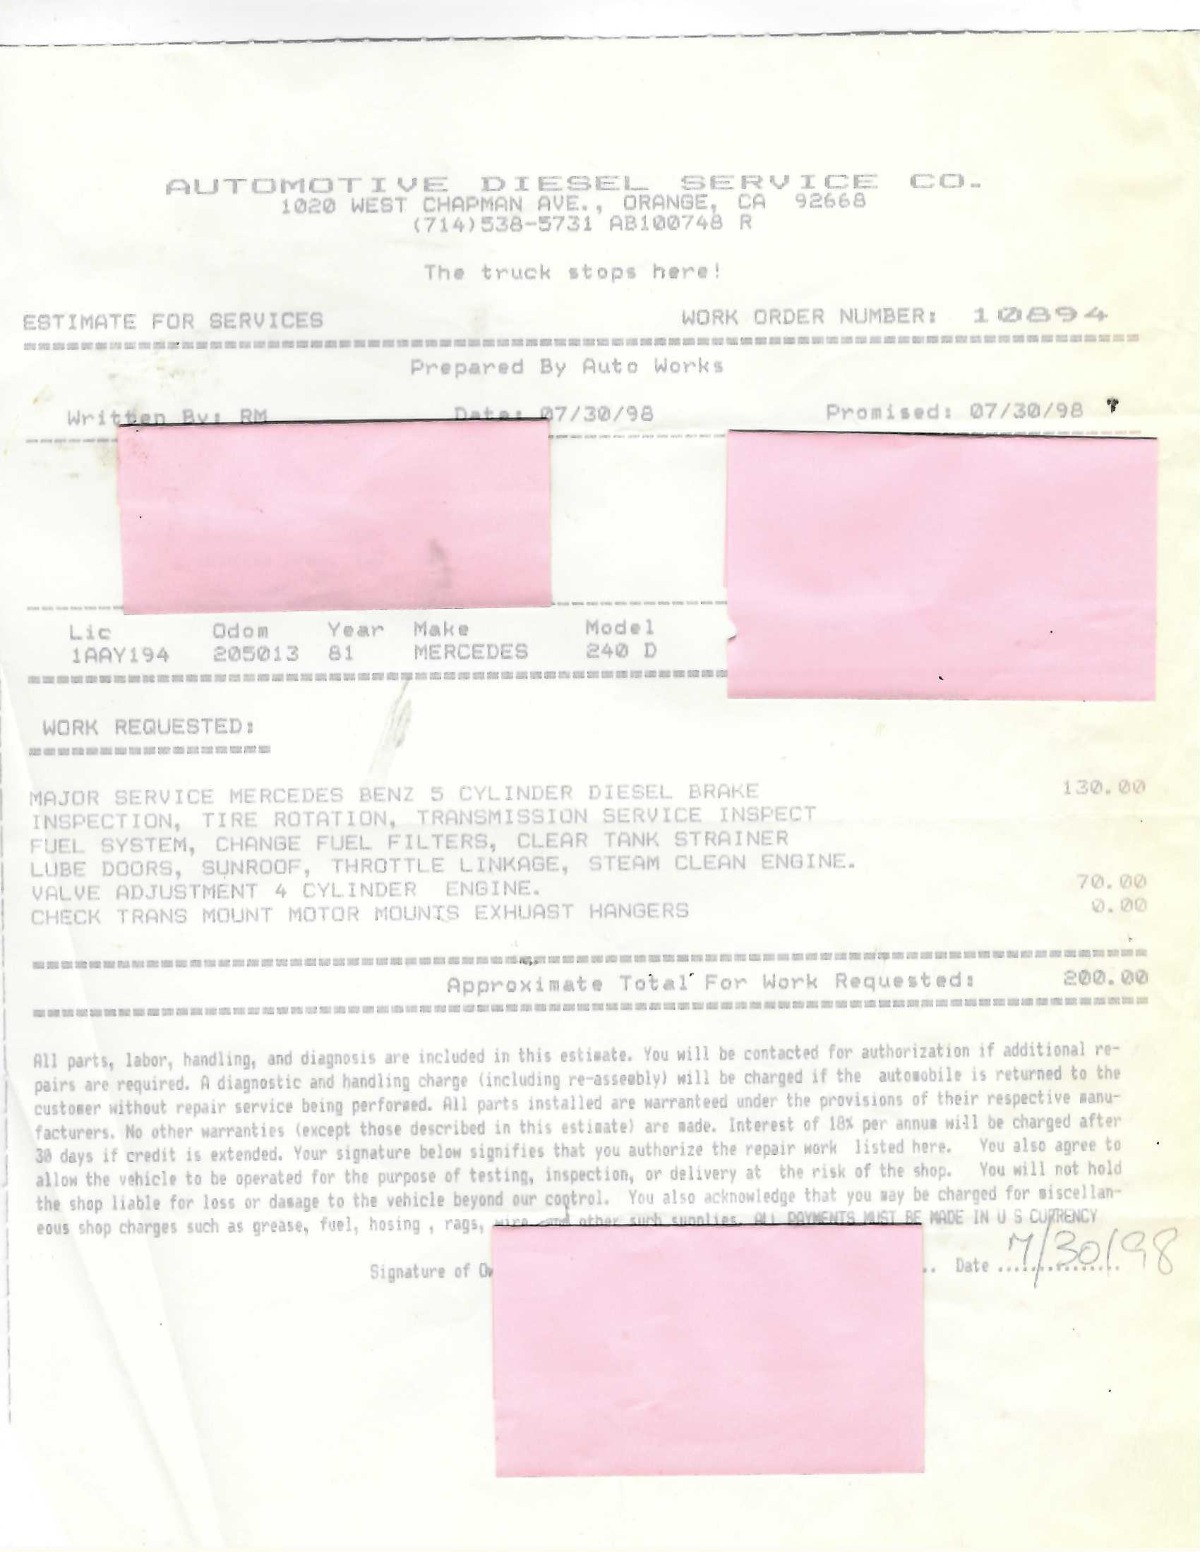 AUTOMOTIVE DIESEL SERVICE CO.
1020 WEST CHAPMAN AVE., ORANGE, CA 92668
(714)538-5731 AB100748 R
The truck stops here!
ESTIMATE FOR SERVICES WORK ORDER NUMBER: 10894
Prepared By Auto Works
Written By: RM Date: 07/30/98 Promised: 07/30/98
Lic Odom Year Make Model
1AAY194 205013 81 MERCEDES 240 D
WORK REQUESTED:
MAJOR SERVICE MERCEDES BENZ 5 CYLINDER DIESEL BRAKE 130.00
INSPECTION, TIRE ROTATION, TRANSMISSION SERVICE INSPECT
FUEL SYSTEM, CHANGE FUEL FILTERS, CLEAR TANK STRAINER
LUBE DOORS, SUNROOF, THROTTLE LINKAGE, STEAM CLEAN ENGINE.
VALVE ADJUSTMENT 4 CYLINDER ENGINE. 70.00
CHECK TRANS MOUNT MOTOR MOUNTS EXHUAST HANGERS 0.00
Approximate Total For Work Requested: 200.00
All parts, labor, handling, and diagnosis are included in this estimate. You will be contacted for authorization if additional re-
pairs are required. A diagnostic and handling charge (including re-assembly) will be charged if the automobile is returned to the
customer without repair service being performed. All parts installed are warranted under the provisions of their respective manu-
facturers. No other warranties (except those described in this estimate) are made. Interest of 18% per annum will be charged after
30 days if credit is extended. Your signature below signifies that you authorize the repair work listed here. You also agree to
allow the vehicle to be operated for the purpose of testing, inspection, or delivery at the risk of the shop. You will not hold
the shop liable for loss or damage to the vehicle beyond our control. You also acknowledge that you may be charged for miscellan-
eous shop charges such as grease, fuel, hosing , rags, wire and other such supplies. ALL PAYMENTS MUST BE MADE IN U S CURRENCY
Signature of .. Date ............... 7/30/98